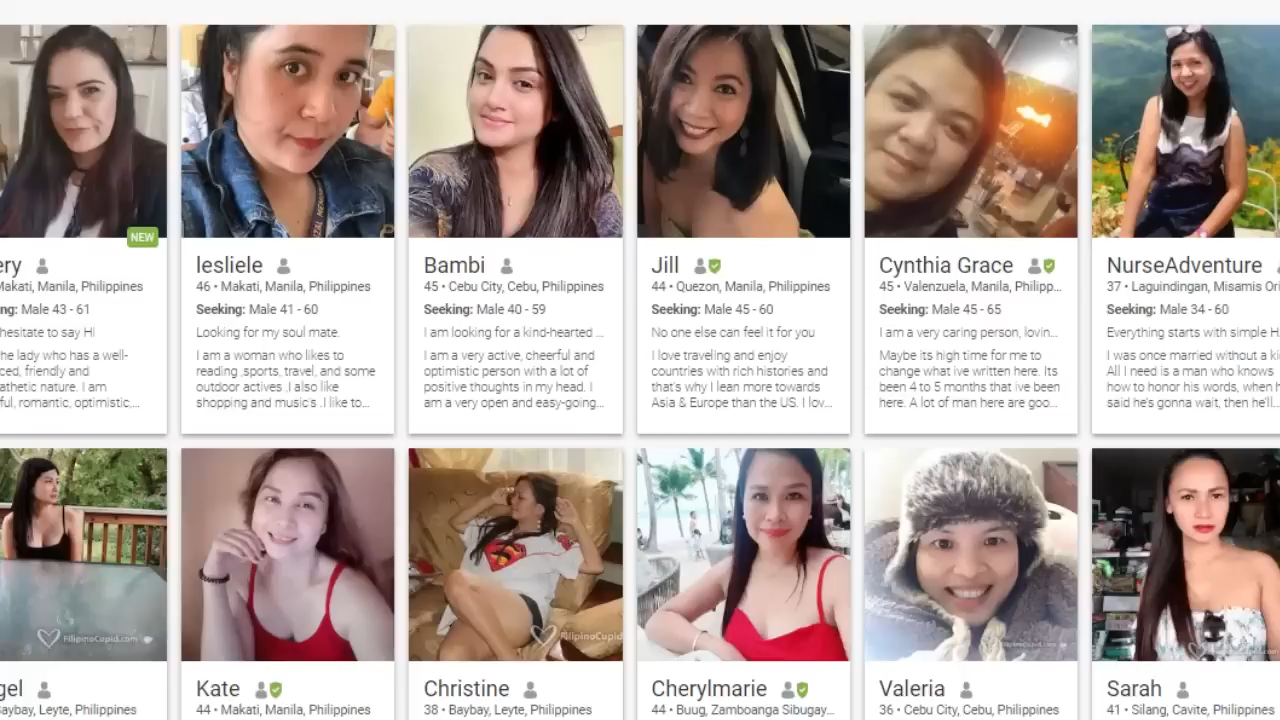 NEW
ery
Makati, Manila, Philippines
ng: Male 43 - 61
hesitate to say HI
he lady who has a well-
ced, friendly and
athetic nature. I am
ful, romantic, optimistic,...
lesliele
46 • Makati, Manila, Philippines
Seeking: Male 41 - 60
Looking for my soul mate.
I am a woman who likes to
reading ,sports, travel, and some
outdoor actives .I also like
shopping and music's .I like to...
Bambi
45 • Cebu City, Cebu, Philippines
Seeking: Male 40 - 59
I am looking for a kind-hearted ...
I am a very active, cheerful and
optimistic person with a lot of
positive thoughts in my head. I
am a very open and easy-going...
Jill
44 • Quezon, Manila, Philippines
Seeking: Male 45 - 60
No one else can feel it for you
I love traveling and enjoy
countries with rich histories and
that's why I lean more towards
Asia & Europe than the US. I lov...
Cynthia Grace
45 • Valenzuela, Manila, Philipp...
Seeking: Male 45 - 65
I am a very caring person, lovin...
Maybe its high time for me to
change what ive written here. Its
been 4 to 5 months that ive been
here. A lot of man here are goo...
NurseAdventure
37 • Laguindingan, Misamis Ori
Seeking: Male 34 - 60
Everything starts with simple H
I was once married without a ki
All I need is a man who knows
how to honor his words, when h
said he's gonna wait, then he'll...
FilipinoCupid.com
gel
Baybay, Leyte, Philippines
Kate
44 • Makati, Manila, Philippines
FilipinoCupid
Christine
38 • Baybay, Leyte, Philippines
Cherylmarie
44 • Buug, Zamboanga Sibugay...
Valeria
36 • Cebu City, Cebu, Philippines
Sarah
41 • Silang, Cavite, Philippines